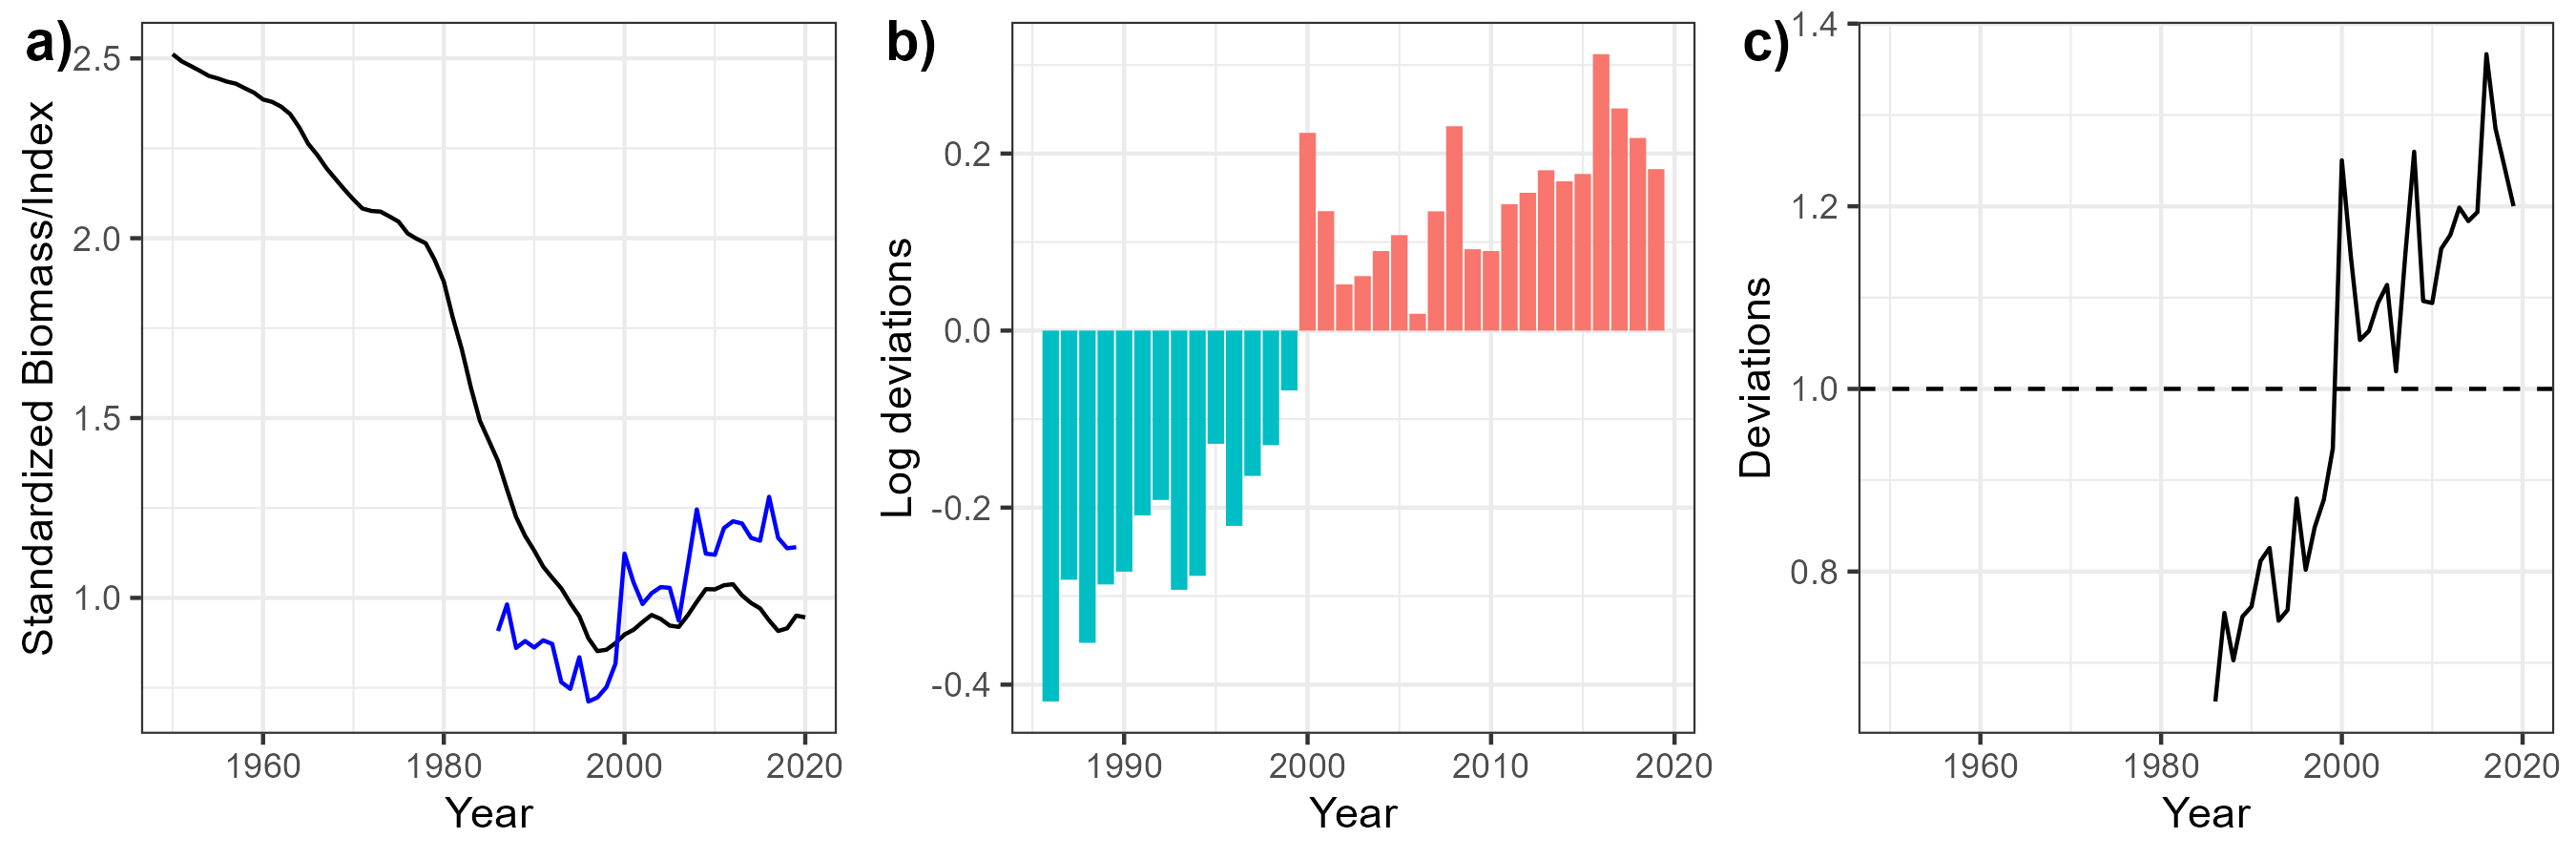 a)
Standardized Biomass/Index
2.5
2.0
1.5
1.0
1960 1980 2000 2020
Year
b)
Log deviations
0.2
0.0
-0.2
-0.4
1990 2000 2010 2020
Year
c)
Deviations
1.4
1.2
1.0
0.8
1960 1980 2000 2020
Year